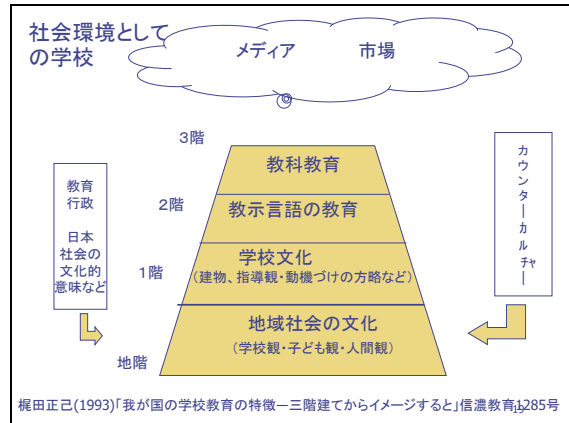 社会環境として
の学校
メディア
市場
3階
教科教育
2階
教示言語の教育
1階
学校文化
(建物、指導観・動機づけの方略など)
地域社会の文化
(学校観・子ども観・人間観)
地階
教育
行政
日本
社会の
文化的
意味など
カウンターカルチャー
梶田正己(1993)「我が国の学校教育の特徴―三階建てからイメージすると」信濃教育1285号
19